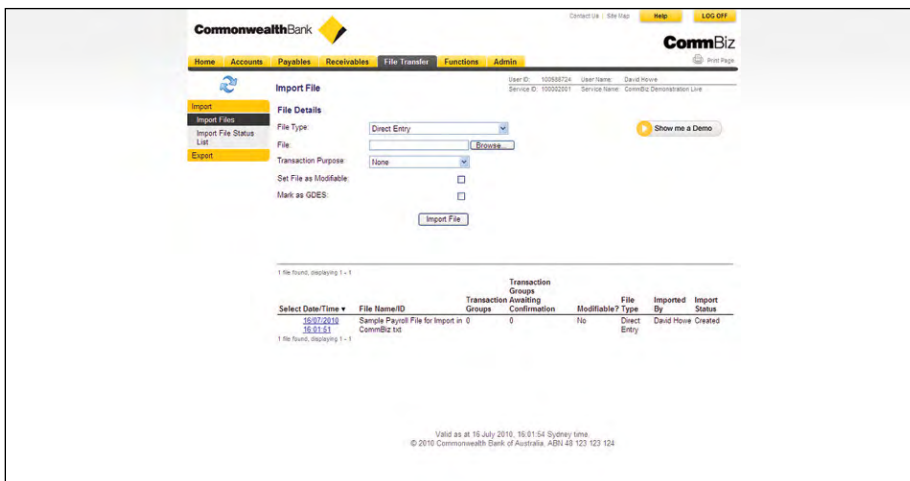 Contact Us | Site Map Help LOG OFF
CommonwealthBank
CommBiz
Home Accounts Payables Receivables File Transfer Functions Admin Print Page
User ID: 100986724 User Name: David Howe
Service ID: 100002001 Service Name: CommBiz Demonstration Live
Import File
Import
Import Files
Import File Status
List
Export
File Details
File Type: Direct Entry
Show me a Demo
File: Browse...
Transaction Purpose: None
Set File as Modifiable:
Mark as GDES:
Import File
1 file found, displaying 1 - 1
Transaction
Groups
Transaction Awaiting File Imported Import
Select Date/Time ▼ File Name/ID Groups Confirmation Modifiable? Type By Status
16/07/2010 Sample Payroll File for Import in 0 0 No Direct David Howe Created
16:01:51 CommBiz.txt Entry
1 file found, displaying 1 - 1
Valid as at 16 July 2010, 16:01:54 Sydney time.
© 2010 Commonwealth Bank of Australia. ABN 48 123 123 124